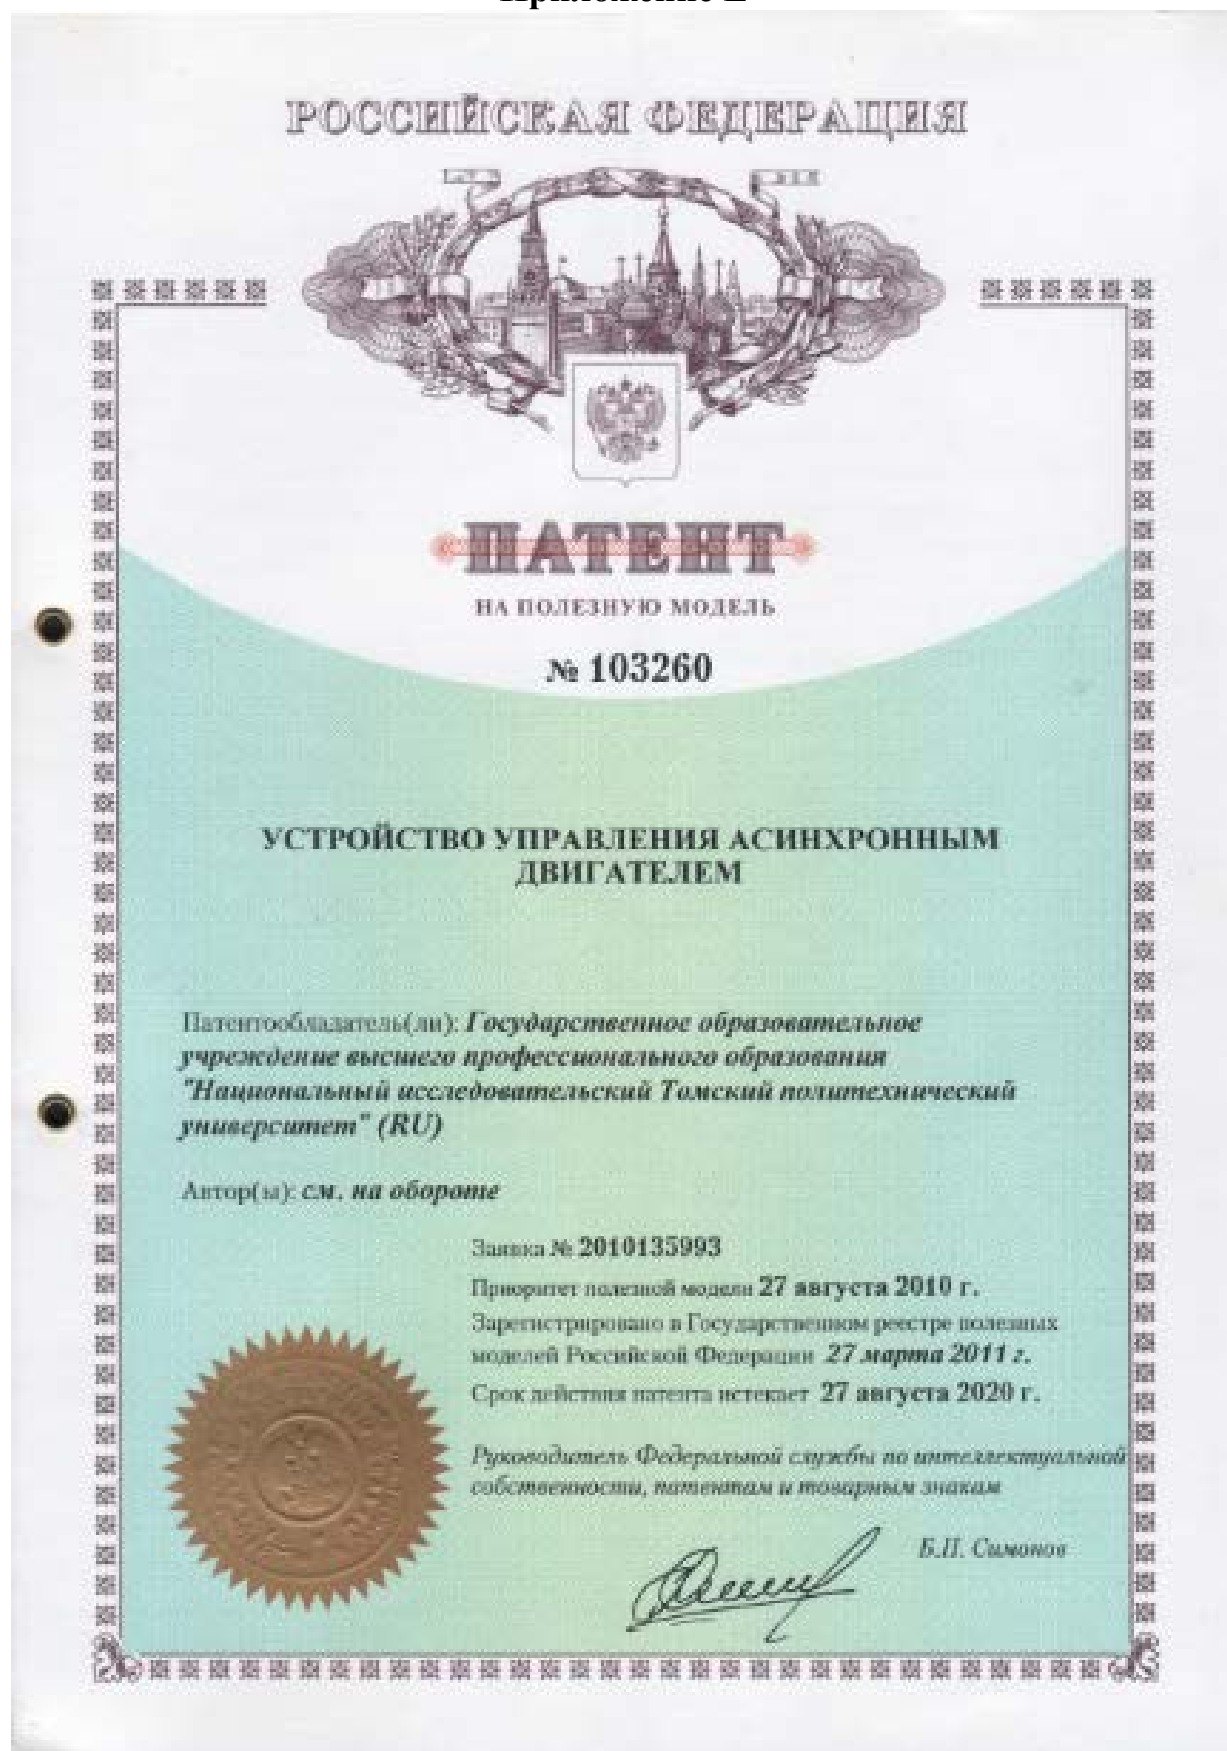 Приложение
РОССИЙСКАЯ ФЕДЕРАЦИЯ
ПАТЕНТ
НА ПОЛЕЗНУЮ МОДЕЛЬ
№ 103260
УСТРОЙСТВО УПРАВЛЕНИЯ АСИНХРОННЫМ
ДВИГАТЕЛЕМ
Патентообладатель(ли): Государственное образовательное
учреждение высшего профессионального образования
"Национальный исследовательский Томский политехнический
университет" (RU)
Автор(ы): см. на обороте
Заявка № 2010135993
Приоритет полезной модели 27 августа 2010 г.
Зарегистрировано в Государственном реестре полезных
моделей Российской Федерации 27 марта 2011 г.
Срок действия патента истекает 27 августа 2020 г.
Руководитель Федеральной службы по интеллектуальной
собственности, патентам и товарным знакам
Б.П. Симонов